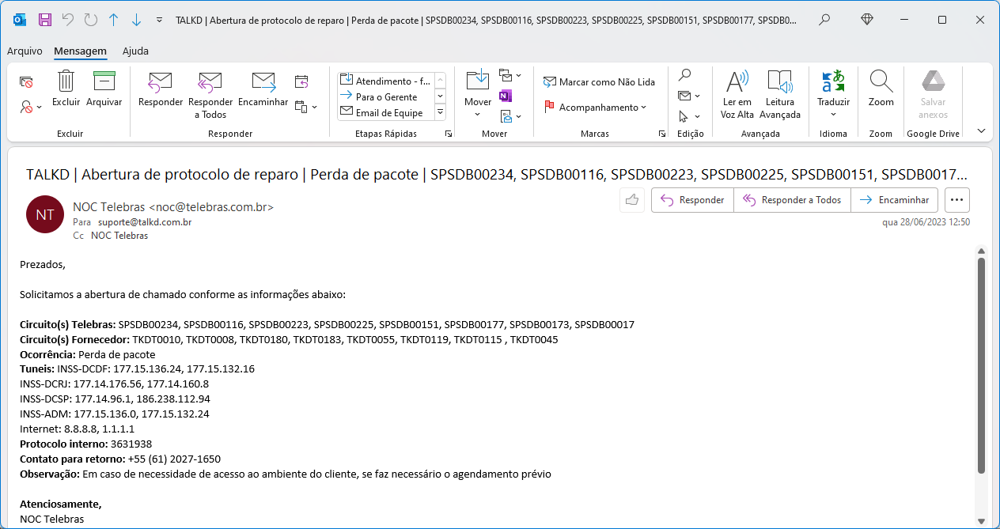 TALKD | Abertura de protocolo de reparo | Perda de pacote | SPSDB00234, SPSDB00116, SPSDB00223, SPSDB00225, SPSDB00151, SPSDB00177, SPSDB0...
Arquivo Mensagem Ajuda
Excluir Arquivar
Excluir
Responder Responder a Todos Encaminhar
Responder
Atendimento - f...
Para o Gerente
Email de Equipe
Etapas Rápidas
Mover
Mover
Marcar como Não Lida
Acompanhamento
Marcas
Edição
Ler em Voz Alta Leitura Avançada
Avançada
Traduzir
Idioma
Zoom
Zoom
Salvar anexos
Google Drive
TALKD | Abertura de protocolo de reparo | Perda de pacote | SPSDB00234, SPSDB00116, SPSDB00223, SPSDB00225, SPSDB00151, SPSDB0017...
NT
NOC Telebras <noc@telebras.com.br>
Para suporte@talkd.com.br
Cc NOC Telebras
Responder Responder a Todos Encaminhar
qua 28/06/2023 12:50
Prezados,
Solicitamos a abertura de chamado conforme as informações abaixo:
Circuito(s) Telebras: SPSDB00234, SPSDB00116, SPSDB00223, SPSDB00225, SPSDB00151, SPSDB00177, SPSDB00173, SPSDB00017
Circuito(s) Fornecedor: TKDT0010, TKDT0008, TKDT0180, TKDT0183, TKDT0055, TKDT0119, TKDT0115 , TKDT0045
Ocorrência: Perda de pacote
Tuneis: INSS-DCDF: 177.15.136.24, 177.15.132.16
INSS-DCRJ: 177.14.176.56, 177.14.160.8
INSS-DCSP: 177.14.96.1, 186.238.112.94
INSS-ADM: 177.15.136.0, 177.15.132.24
Internet: 8.8.8.8, 1.1.1.1
Protocolo interno: 3631938
Contato para retorno: +55 (61) 2027-1650
Observação: Em caso de necessidade de acesso ao ambiente do cliente, se faz necessário o agendamento prévio
Atenciosamente,
NOC Telebras